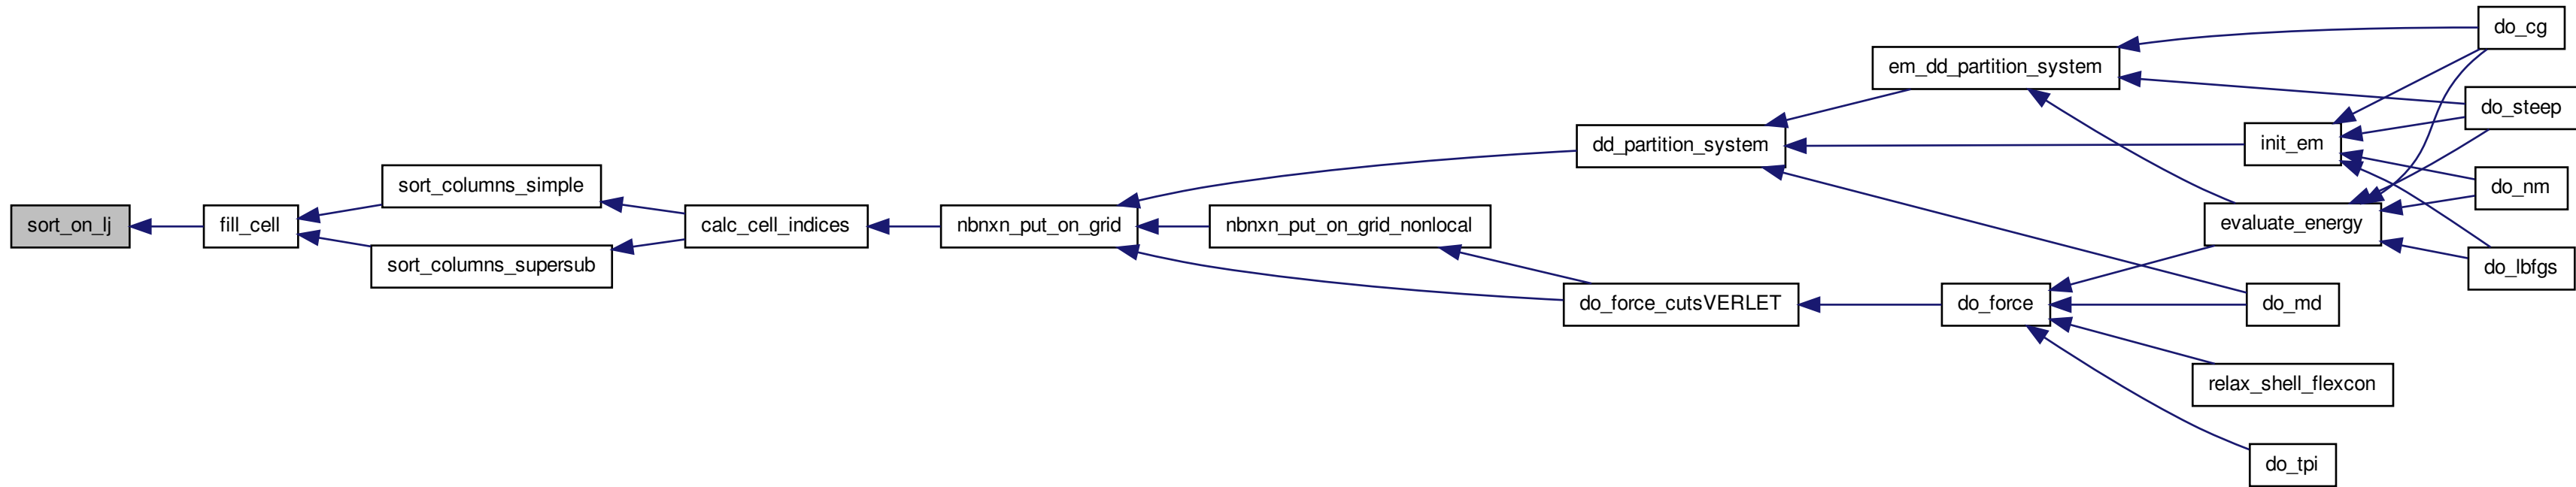 sort_on_lj
fill_cell
sort_columns_simple
sort_columns_supersub
calc_cell_indices
nbnxn_put_on_grid
nbnxn_put_on_grid_nonlocal
dd_partition_system
do_force_cutsVERLET
em_dd_partition_system
do_force
init_em
evaluate_energy
do_md
relax_shell_flexcon
do_tpi
do_cg
do_steep
do_nm
do_lbfgs